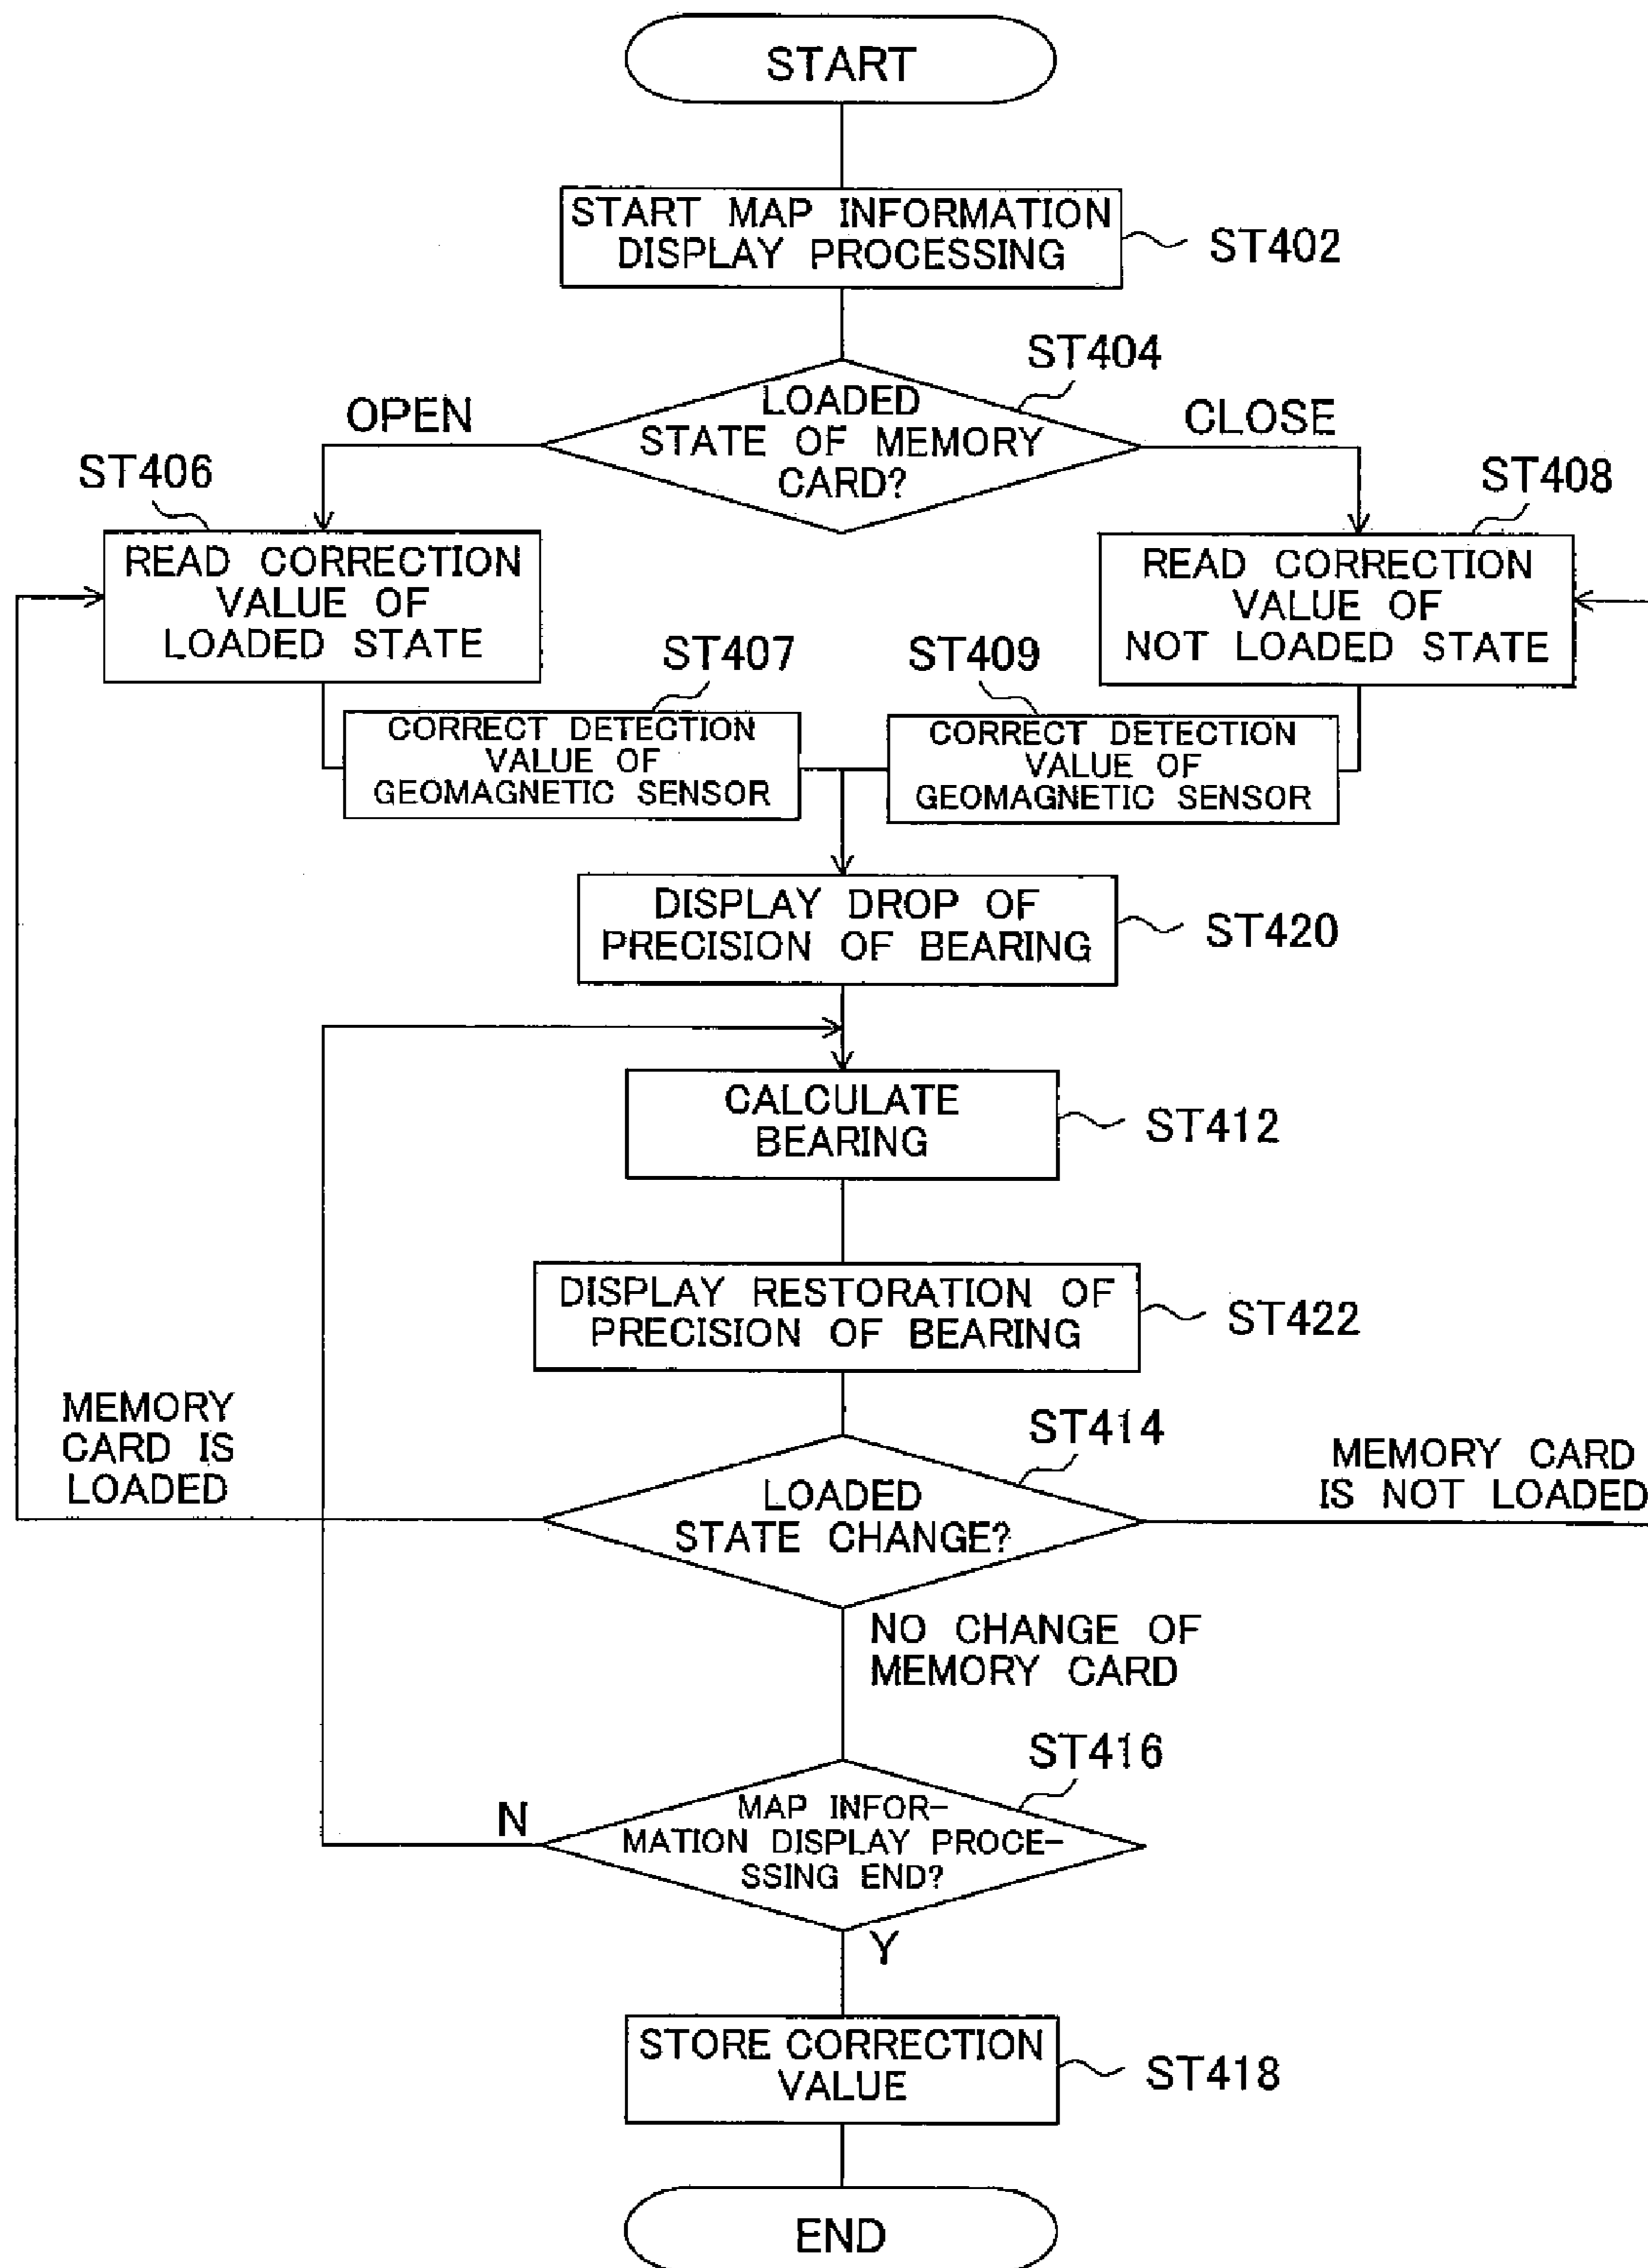 START
START MAP INFORMATION
DISPLAY PROCESSING
ST402
ST404
LOADED
STATE OF MEMORY
CARD?
OPEN
CLOSE
ST406
READ CORRECTION
VALUE OF
LOADED STATE
ST408
READ CORRECTION
VALUE OF
NOT LOADED STATE
ST407
CORRECT DETECTION
VALUE OF
GEOMAGNETIC SENSOR
ST409
CORRECT DETECTION
VALUE OF
GEOMAGNETIC SENSOR
DISPLAY DROP OF
PRECISION OF BEARING
ST420
CALCULATE
BEARING
ST412
DISPLAY RESTORATION OF
PRECISION OF BEARING
ST422
MEMORY
CARD IS
LOADED
ST414
LOADED
STATE CHANGE?
MEMORY CARD
IS NOT LOADED
NO CHANGE OF
MEMORY CARD
ST416
MAP INFOR-
MATION DISPLAY PROCE-
SSING END?
N
Y
STORE CORRECTION
VALUE
ST418
END